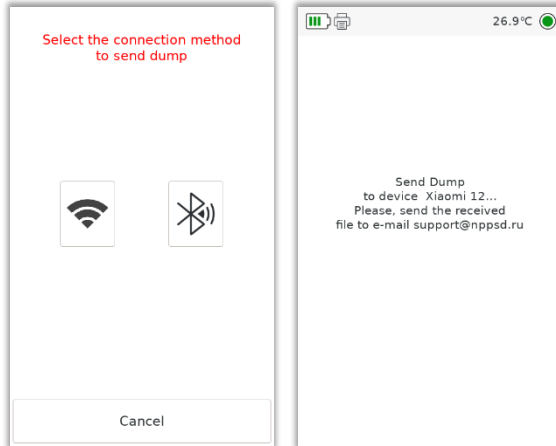 Select the connection method
to send dump
Cancel
26.9°C
Send Dump
to device Xiaomi 12...
Please, send the received
file to e-mail support@nppsd.ru